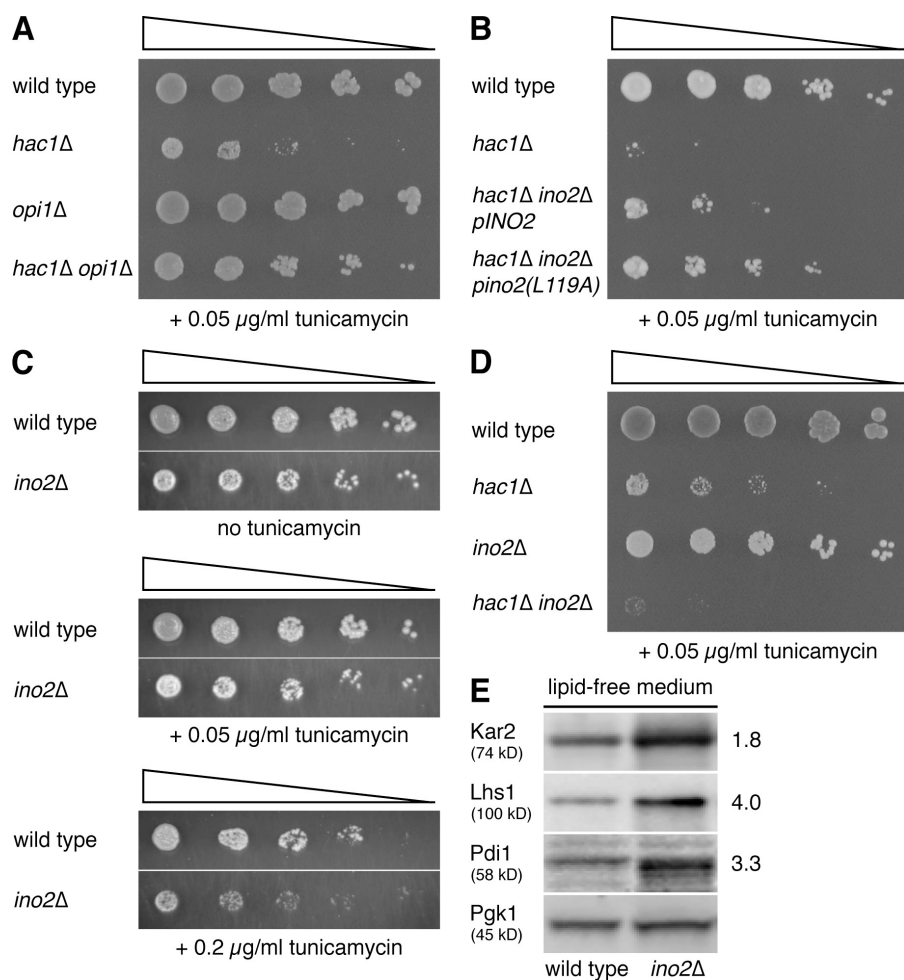 A
wild type
hac1Δ
opi1Δ
hac1Δ opi1Δ
+ 0.05 µg/ml tunicamycin
B
wild type
hac1Δ
hac1Δ ino2Δ
pINO2
hac1Δ ino2Δ
pino2(L119A)
+ 0.05 µg/ml tunicamycin
C
wild type
ino2Δ
no tunicamycin
wild type
ino2Δ
+ 0.05 µg/ml tunicamycin
wild type
ino2Δ
+ 0.2 µg/ml tunicamycin
D
wild type
hac1Δ
ino2Δ
hac1Δ ino2Δ
+ 0.05 µg/ml tunicamycin
E
lipid-free medium
Kar2
(74 kD)
1.8
Lhs1
(100 kD)
4.0
Pdi1
(58 kD)
3.3
Pgk1
(45 kD)
wild type ino2Δ